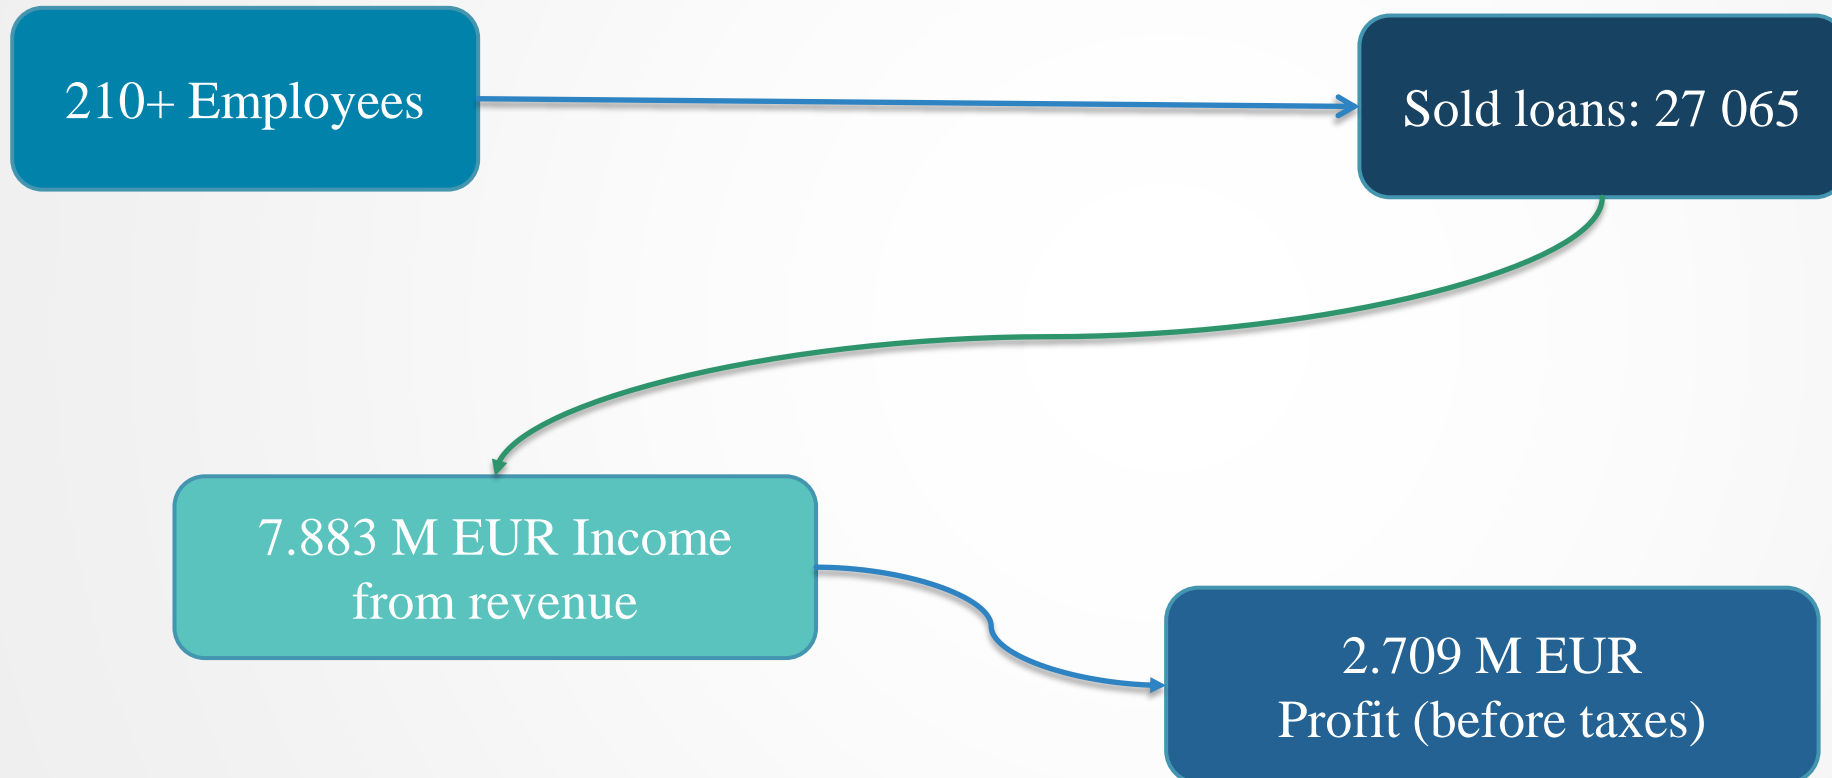 210+ Employees
Sold loans: 27 065
7.883 M EUR Income
from revenue
2.709 M EUR
Profit (before taxes)